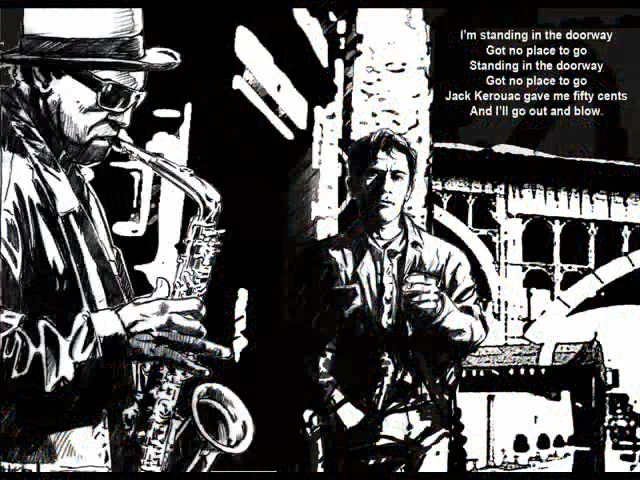 I'm standing in the doorway
Got no place to go
Standing in the doorway
Got no place to go
Jack Kerouac gave me fifty cents
And I'll go out and blow.